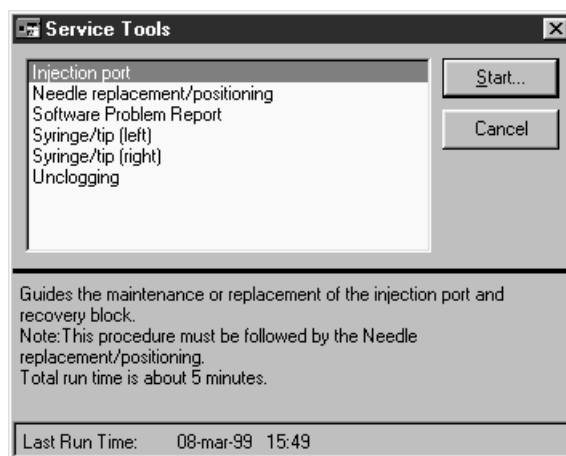 Service Tools
Injection port
Needle replacement/positioning
Software Problem Report
Syringe/tip (left)
Syringe/tip (right)
Unclogging
Start...
Cancel
Guides the maintenance or replacement of the injection port and
recovery block.
Note:This procedure must be followed by the Needle
replacement/positioning.
Total run time is about 5 minutes.
Last Run Time: 08-mar-99 15:49